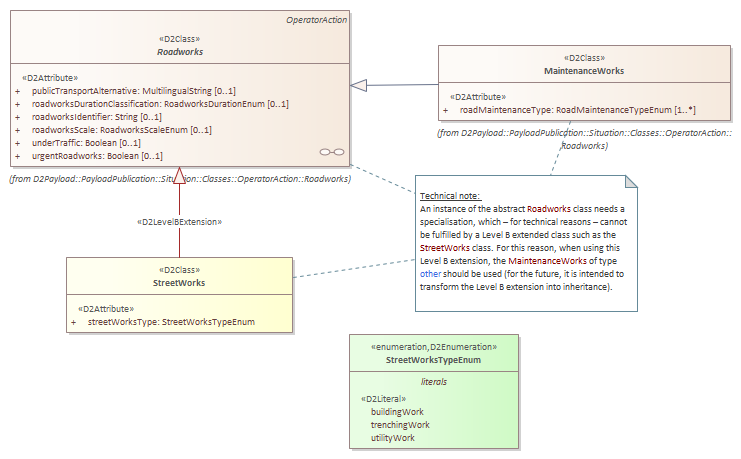 OperatorAction
«D2Class»
Roadworks
«D2Attribute»
+ publicTransportAlternative: MultilingualString [0..1]
+ roadworksDurationClassification: RoadworksDurationEnum [0..1]
+ roadworksIdentifier: String [0..1]
+ roadworksScale: RoadworksScaleEnum [0..1]
+ underTraffic: Boolean [0..1]
+ urgentRoadworks: Boolean [0..1]
(from D2Payload::PayloadPublication::Situation::Classes::OperatorAction::Roadworks)
«D2Class»
MaintenanceWorks
«D2Attribute»
+ roadMaintenanceType: RoadMaintenanceTypeEnum [1..*]
(from D2Payload::PayloadPublication::Situation::Classes::OperatorAction::
Roadworks)
«D2LevelBExtension»
Technical note:
An instance of the abstract Roadworks class needs a
specialisation, which – for technical reasons – cannot
be fulfilled by a Level B extended class such as the
StreetWorks class. For this reason, when using this
Level B extension, the MaintenanceWorks of type
other should be used (for the future, it is intended to
transform the Level B extension into inheritance).
«D2Class»
StreetWorks
«D2Attribute»
+ streetWorksType: StreetWorksTypeEnum
«enumeration,D2Enumeration»
StreetWorksTypeEnum
literals
«D2Literal»
buildingWork
trenchingWork
utilityWork